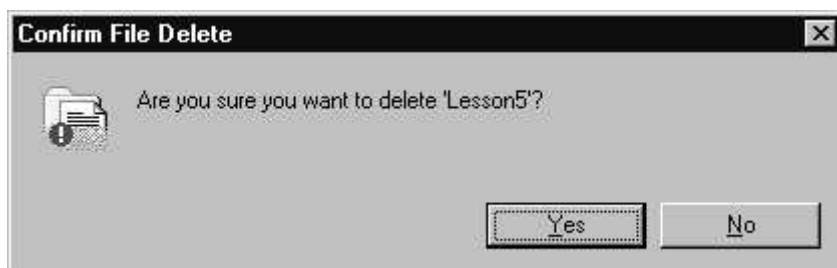 Confirm File Delete
Are you sure you want to delete 'Lesson5'?
Yes
No